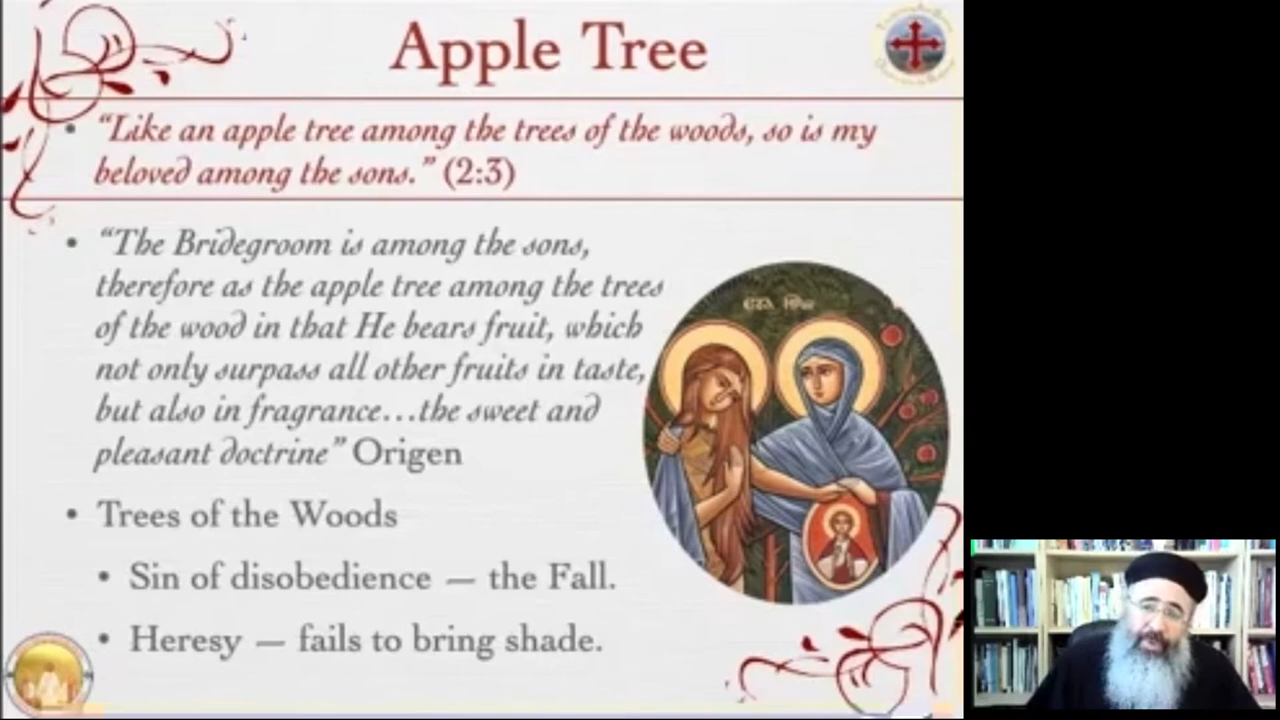 Apple Tree
• “Like an apple tree among the trees of the woods, so is my
beloved among the sons.” (2:3)
• “The Bridegroom is among the sons,
therefore as the apple tree among the trees
of the wood in that He bears fruit, which
not only surpass all other fruits in taste,
but also in fragrance…the sweet and
pleasant doctrine” Origen
• Trees of the Woods
• Sin of disobedience — the Fall.
• Heresy — fails to bring shade.